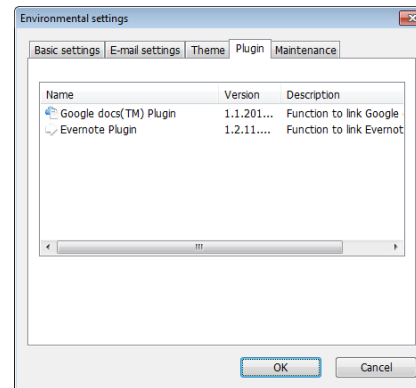 Environmental settings
Basic settings E-mail settings Theme Plugin Maintenance
Name Version Description
Google docs(TM) Plugin 1.1.201... Function to link Google
Evernote Plugin 1.2.11.... Function to link Evernot
OK Cancel